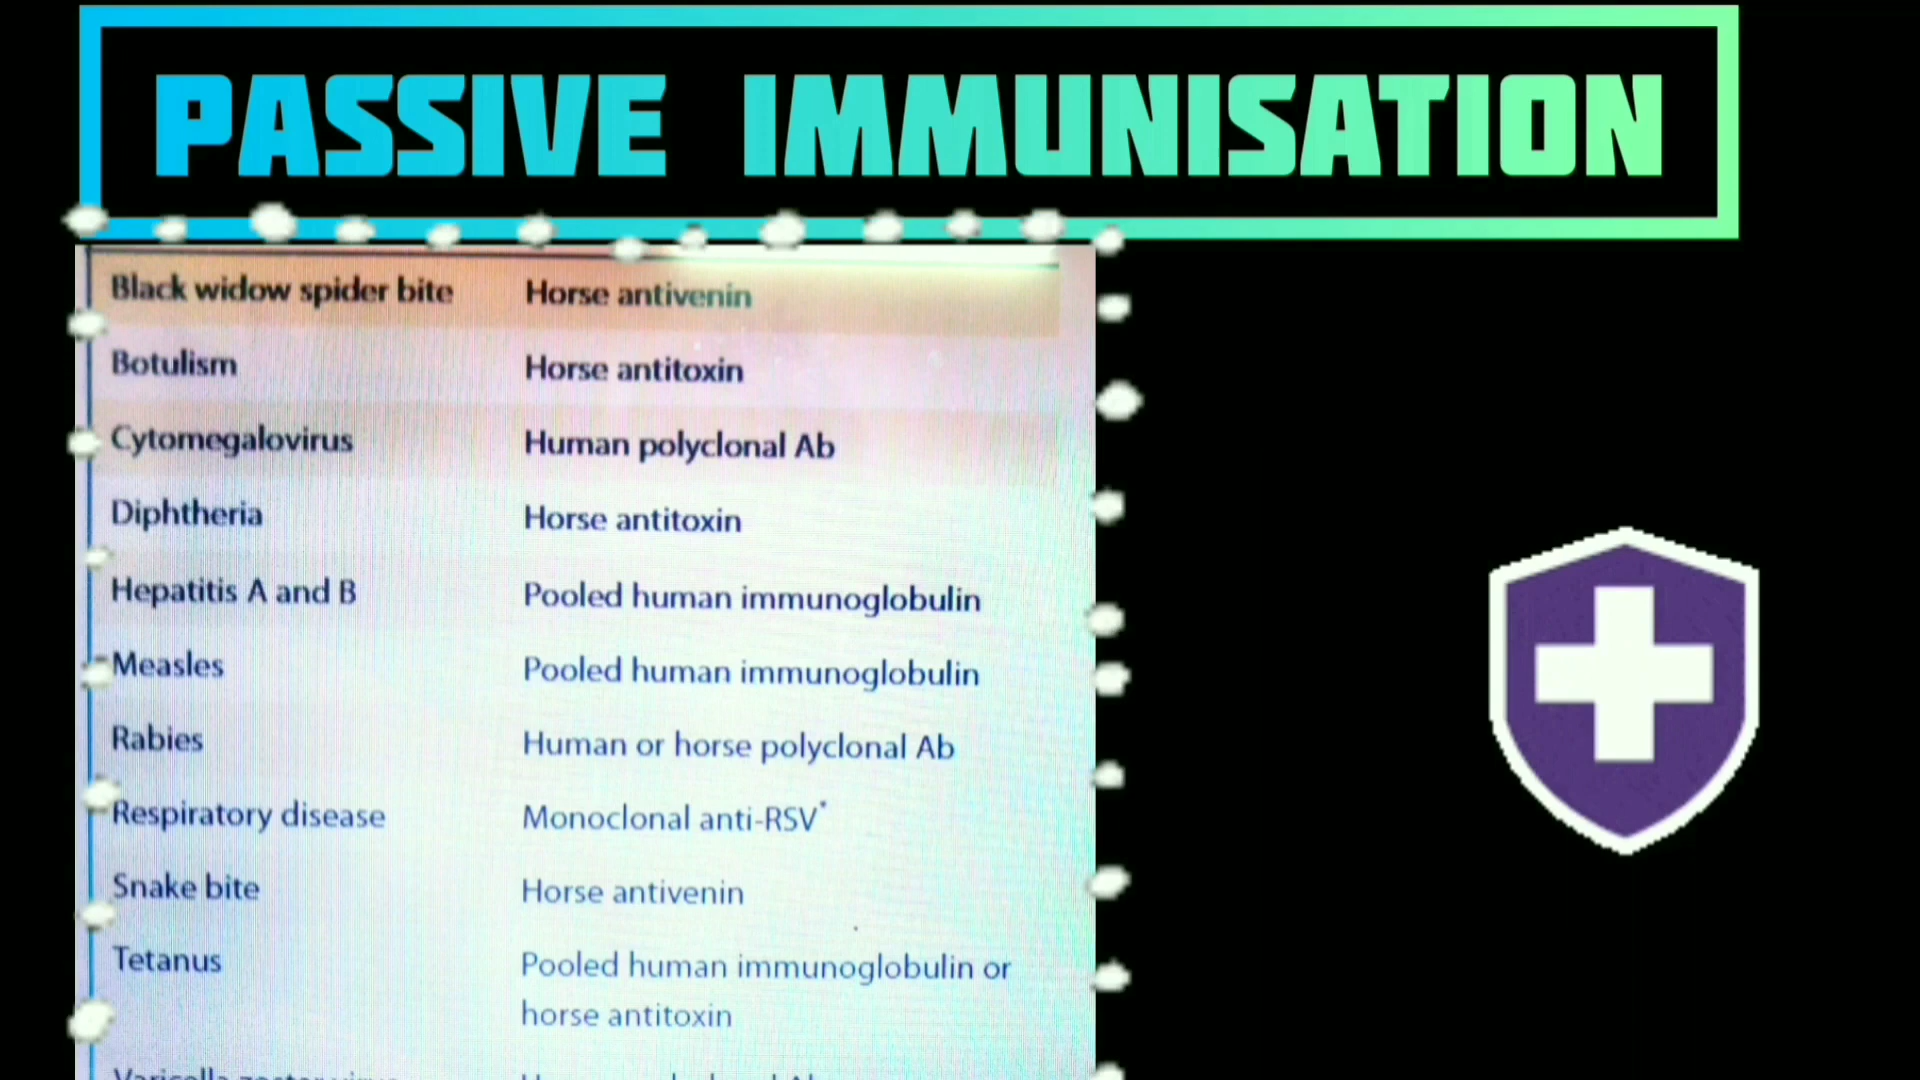 PASSIVE IMMUNISATION
Black widow spider bite Horse antivenin
Botulism Horse antitoxin
Cytomegalovirus Human polyclonal Ab
Diphtheria Horse antitoxin
Hepatitis A and B Pooled human immunoglobulin
Measles Pooled human immunoglobulin
Rabies Human or horse polyclonal Ab
Respiratory disease Monoclonal anti-RSV*
Snake bite Horse antivenin
Tetanus Pooled human immunoglobulin or
horse antitoxin